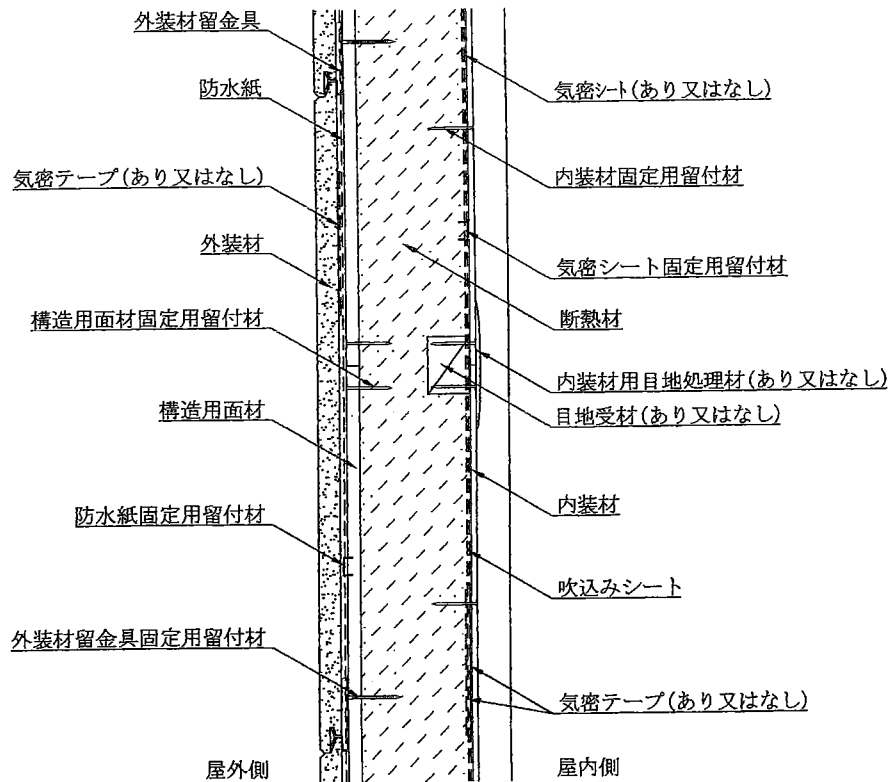 外装材留金具
防水紙
気密テープ(あり又はなし)
外装材
構造用面材固定用留付材
構造用面材
防水紙固定用留付材
外装材留金具固定用留付材
屋外側
気密シート(あり又はなし)
内装材固定用留付材
気密シート固定用留付材
断熱材
内装材用目地処理材(あり又はなし)
目地受材(あり又はなし)
内装材
吹込みシート
気密テープ(あり又はなし)
屋内側